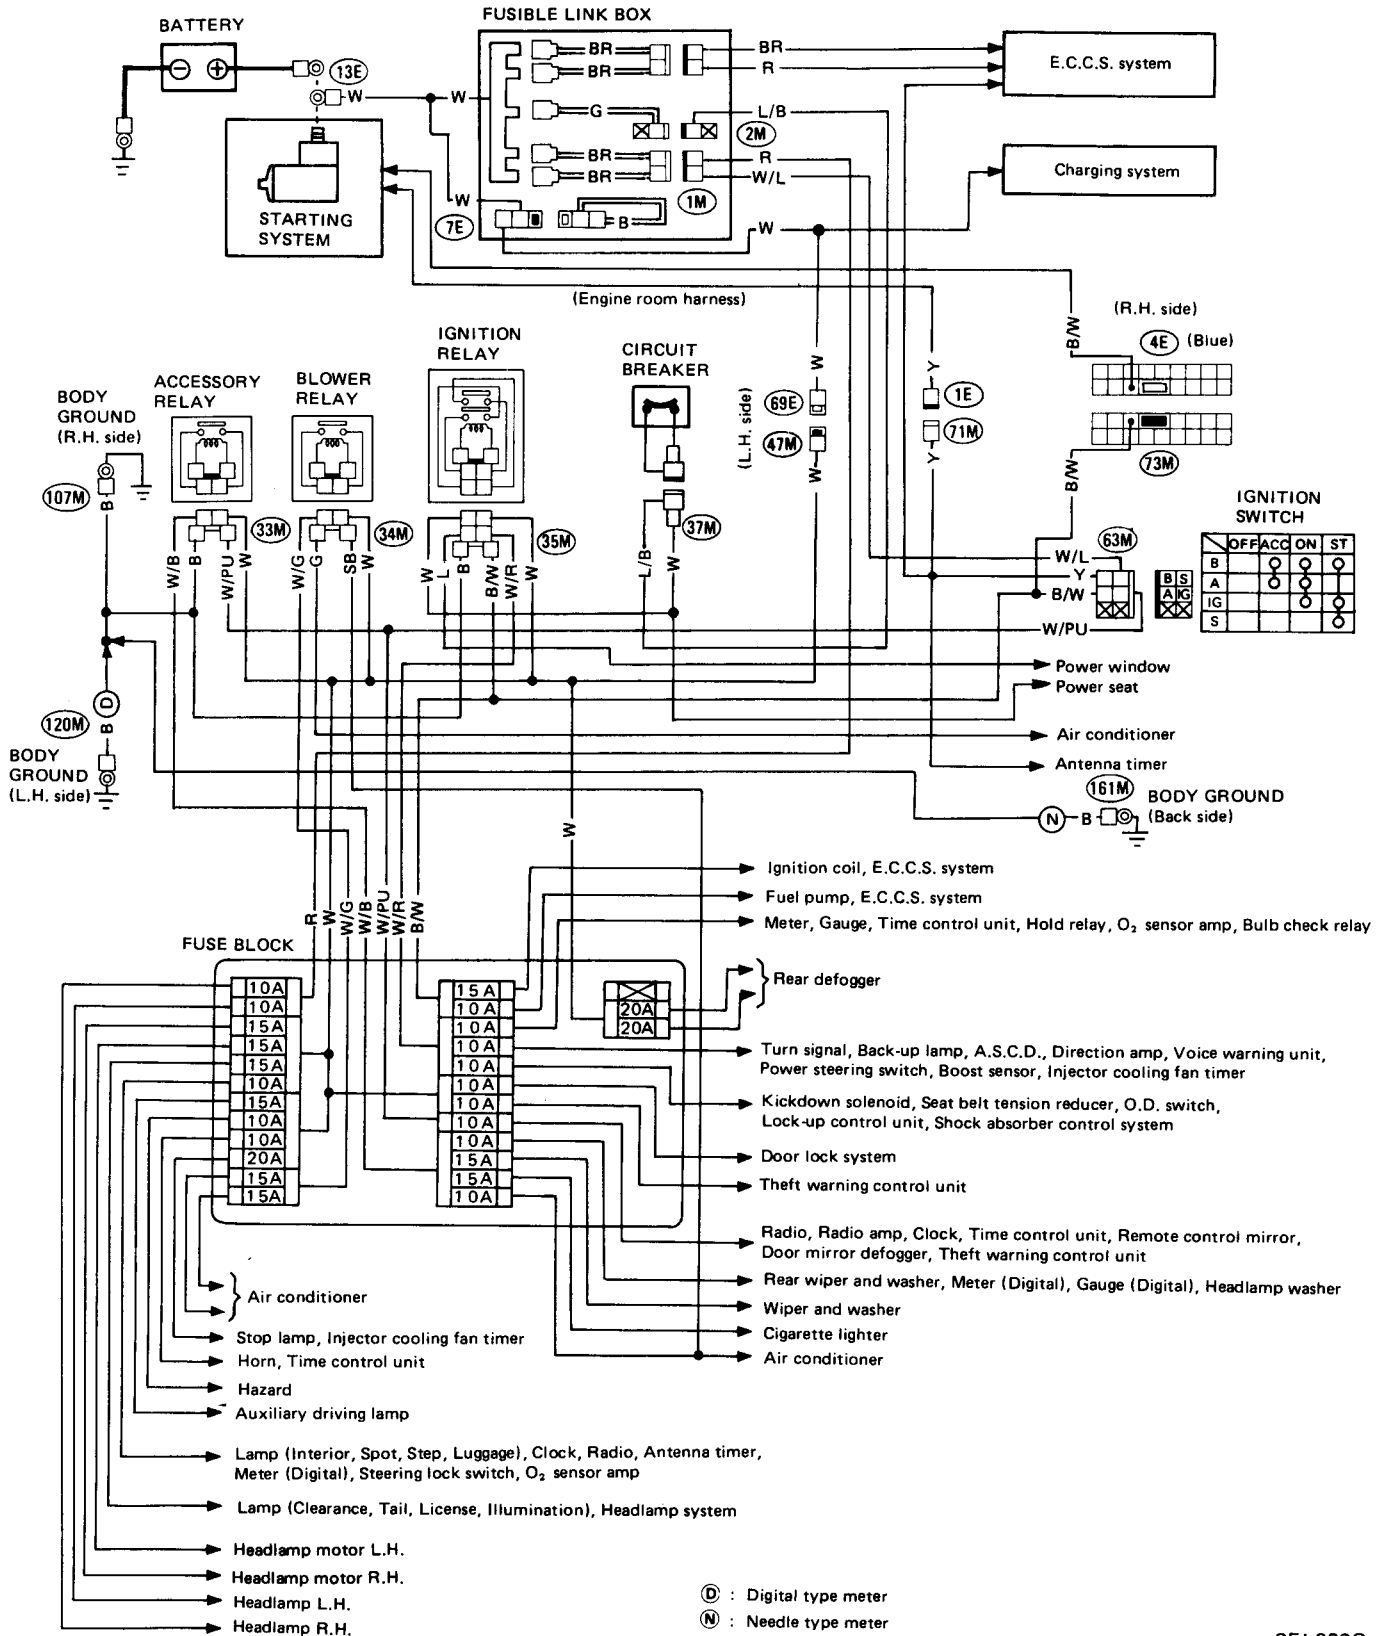 FUSIBLE LINK BOX
BATTERY
13E
W
W
BR
BR
G
BR
BR
B
BR
R
L/B
2M
R
W/L
1M
E.C.C.S. system
Charging system
STARTING
SYSTEM
W
7E
W
(Engine room harness)
(R.H. side)
4E (Blue)
B/W
73M
B/W
W
69E
47M
W
(L.H. side)
Y
1E
71M
Y
IGNITION
RELAY
CIRCUIT
BREAKER
BLOWER
RELAY
ACCESSORY
RELAY
BODY
GROUND
(R.H. side)
107M
B
33M
34M
35M
37M
W/B
B
W/PU
W
W/G
G
SB
W
W
L
B
B/W
W/R
W
L/B
W
63M
W/L
Y
B/W
W/PU
B S
A IG
IGNITION
SWITCH
OFF ACC ON ST
B
A
IG
S
Power window
Power seat
Air conditioner
Antenna timer
161M
BODY GROUND
(Back side)
N
B
D
120M
B
BODY
GROUND
(L.H. side)
W
R
W
W/G
W/B
W/PU
W/R
B/W
FUSE BLOCK
10A
10A
15A
15A
15A
10A
15A
10A
10A
20A
15A
15A
15A
10A
10A
10A
10A
10A
10A
10A
10A
15A
15A
10A
20A
20A
Ignition coil, E.C.C.S. system
Fuel pump, E.C.C.S. system
Meter, Gauge, Time control unit, Hold relay, O₂ sensor amp, Bulb check relay
Rear defogger
Turn signal, Back-up lamp, A.S.C.D., Direction amp, Voice warning unit,
Power steering switch, Boost sensor, Injector cooling fan timer
Kickdown solenoid, Seat belt tension reducer, O.D. switch,
Lock-up control unit, Shock absorber control system
Door lock system
Theft warning control unit
Radio, Radio amp, Clock, Time control unit, Remote control mirror,
Door mirror defogger, Theft warning control unit
Rear wiper and washer, Meter (Digital), Gauge (Digital), Headlamp washer
Wiper and washer
Cigarette lighter
Air conditioner
Air conditioner
Stop lamp, Injector cooling fan timer
Horn, Time control unit
Hazard
Auxiliary driving lamp
Lamp (Interior, Spot, Step, Luggage), Clock, Radio, Antenna timer,
Meter (Digital), Steering lock switch, O₂ sensor amp
Lamp (Clearance, Tail, License, Illumination), Headlamp system
Headlamp motor L.H.
Headlamp motor R.H.
Headlamp L.H.
Headlamp R.H.
D : Digital type meter
N : Needle type meter